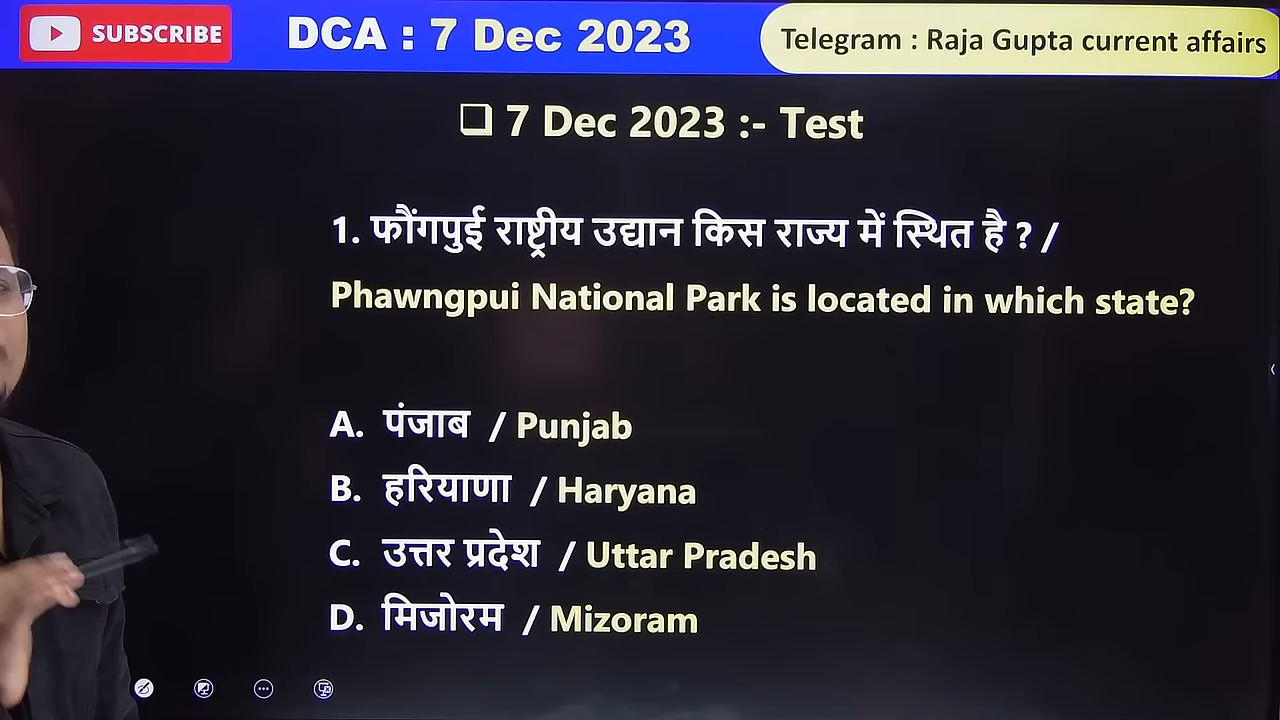 SUBSCRIBE
DCA : 7 Dec 2023
Telegram : Raja Gupta current affairs
7 Dec 2023 :- Test
1. फौंगपुई राष्ट्रीय उद्यान किस राज्य में स्थित है ? /
Phawngpui National Park is located in which state?
A. पंजाब / Punjab
B. हरियाणा / Haryana
C. उत्तर प्रदेश / Uttar Pradesh
D. मिजोरम / Mizoram